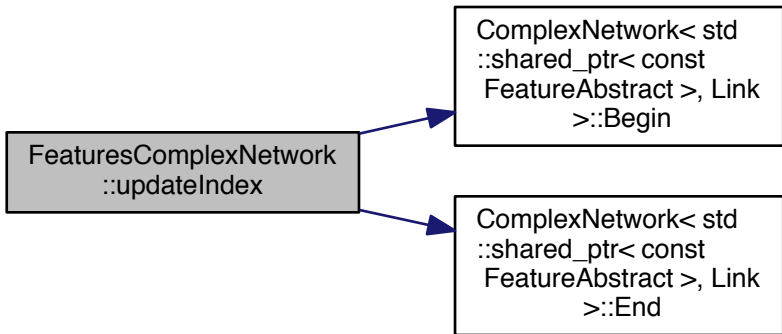 FeaturesComplexNetwork
::updateIndex
ComplexNetwork< std
::shared_ptr< const
FeatureAbstract >, Link
>::Begin
ComplexNetwork< std
::shared_ptr< const
FeatureAbstract >, Link
>::End